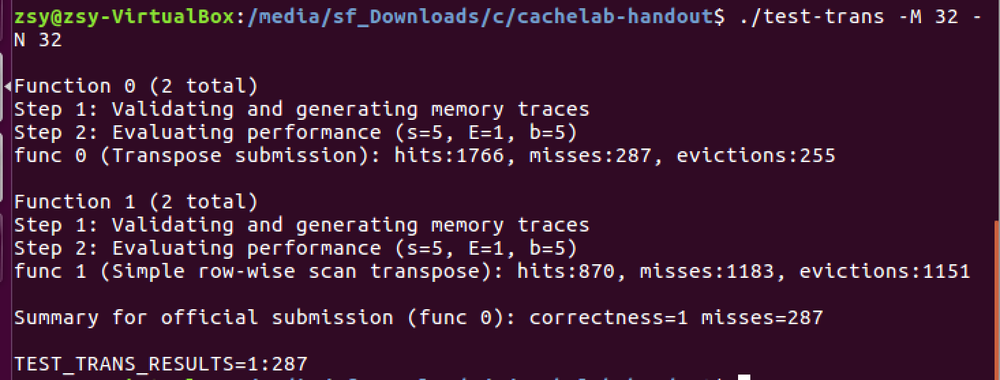 zsy@zsy-VirtualBox:/media/sf_Downloads/c/cachelab-handout$ ./test-trans -M 32 -
N 32
Function 0 (2 total)
Step 1: Validating and generating memory traces
Step 2: Evaluating performance (s=5, E=1, b=5)
func 0 (Transpose submission): hits:1766, misses:287, evictions:255
Function 1 (2 total)
Step 1: Validating and generating memory traces
Step 2: Evaluating performance (s=5, E=1, b=5)
func 1 (Simple row-wise scan transpose): hits:870, misses:1183, evictions:1151
Summary for official submission (func 0): correctness=1 misses=287
TEST_TRANS_RESULTS=1:287